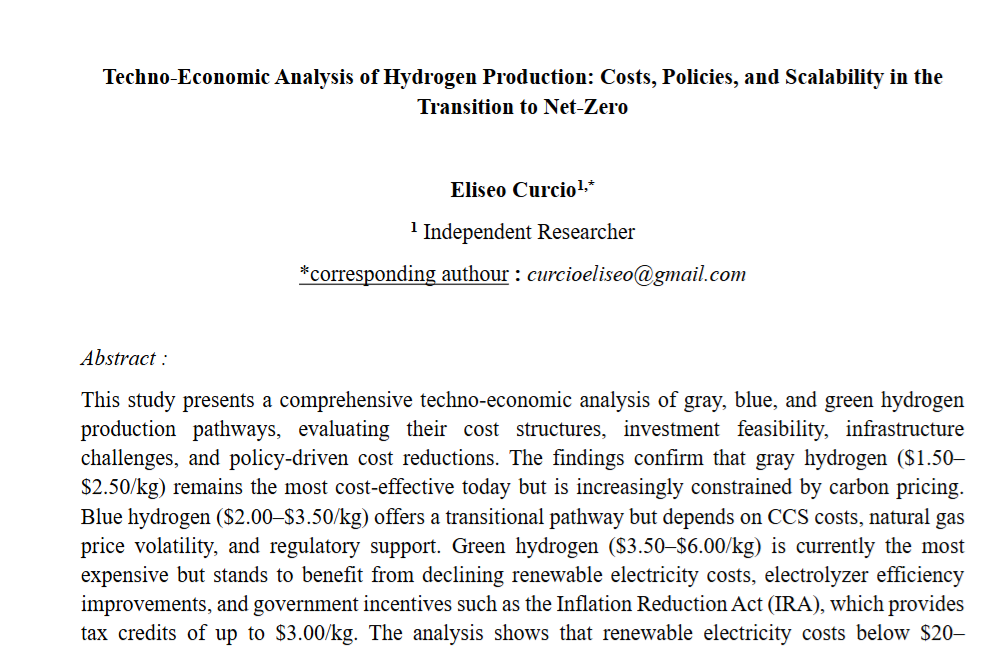 Techno-Economic Analysis of Hydrogen Production: Costs, Policies, and Scalability in the
Transition to Net-Zero
Eliseo Curcio1,*
1 Independent Researcher
*corresponding authour : curcioeliseo@gmail.com
Abstract :
This study presents a comprehensive techno-economic analysis of gray, blue, and green hydrogen
production pathways, evaluating their cost structures, investment feasibility, infrastructure
challenges, and policy-driven cost reductions. The findings confirm that gray hydrogen ($1.50–
$2.50/kg) remains the most cost-effective today but is increasingly constrained by carbon pricing.
Blue hydrogen ($2.00–$3.50/kg) offers a transitional pathway but depends on CCS costs, natural gas
price volatility, and regulatory support. Green hydrogen ($3.50–$6.00/kg) is currently the most
expensive but stands to benefit from declining renewable electricity costs, electrolyzer efficiency
improvements, and government incentives such as the Inflation Reduction Act (IRA), which provides
tax credits of up to $3.00/kg. The analysis shows that renewable electricity costs below $20–